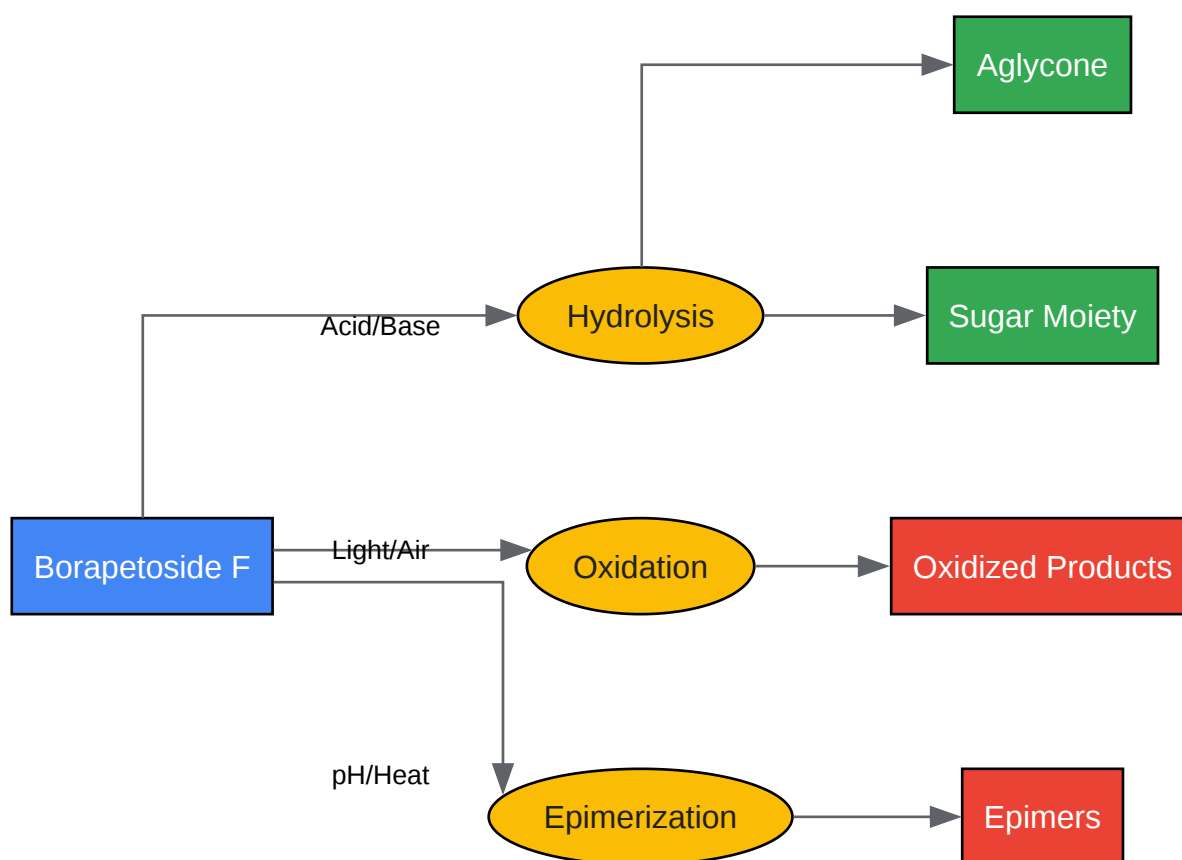 Aglycone
Acid/Base
Hydrolysis
Sugar Moiety
Borapetoside F
Light/Air
Oxidation
Oxidized Products
pH/Heat
Epimerization
Epimers